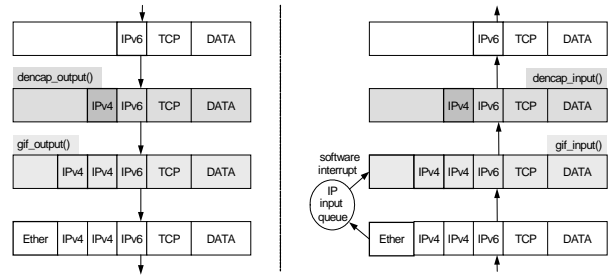 IPv6 TCP DATA
dencap_output()
IPv4 IPv6 TCP DATA
gif_output()
IPv4 IPv4 IPv6 TCP DATA
Ether IPv4 IPv4 IPv6 TCP DATA
IPv6 TCP DATA
dencap_input()
IPv4 IPv6 TCP DATA
gif_input()
software
interrupt
IPv4 IPv4 IPv6 TCP DATA
IP
input
queue
Ether IPv4 IPv4 IPv6 TCP DATA